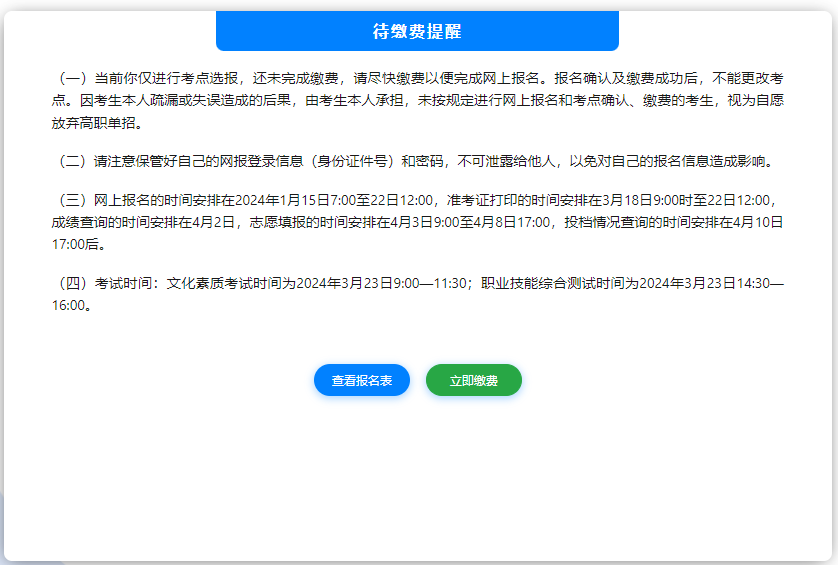 待缴费提醒
（一）当前你仅进行考点选报，还未完成缴费，请尽快缴费以便完成网上报名。报名确认及缴费成功后，不能更改考
点。因考生本人疏漏或失误造成的后果，由考生本人承担，未按规定进行网上报名和考点确认、缴费的考生，视为自愿
放弃高职单招。
（二）请注意保管好自己的网报登录信息（身份证件号）和密码，不可泄露给他人，以免对自己的报名信息造成影响。
（三）网上报名的时间安排在2024年1月15日7:00至22日12:00，准考证打印的时间安排在3月18日9:00时至22日12:00，
成绩查询的时间安排在4月2日，志愿填报的时间安排在4月3日9:00至4月8日17:00，投档情况查询的时间安排在4月10日
17:00后。
（四）考试时间：文化素质考试时间为2024年3月23日9:00—11:30；职业技能综合测试时间为2024年3月23日14:30—
16:00。
查看报名表 立即缴费